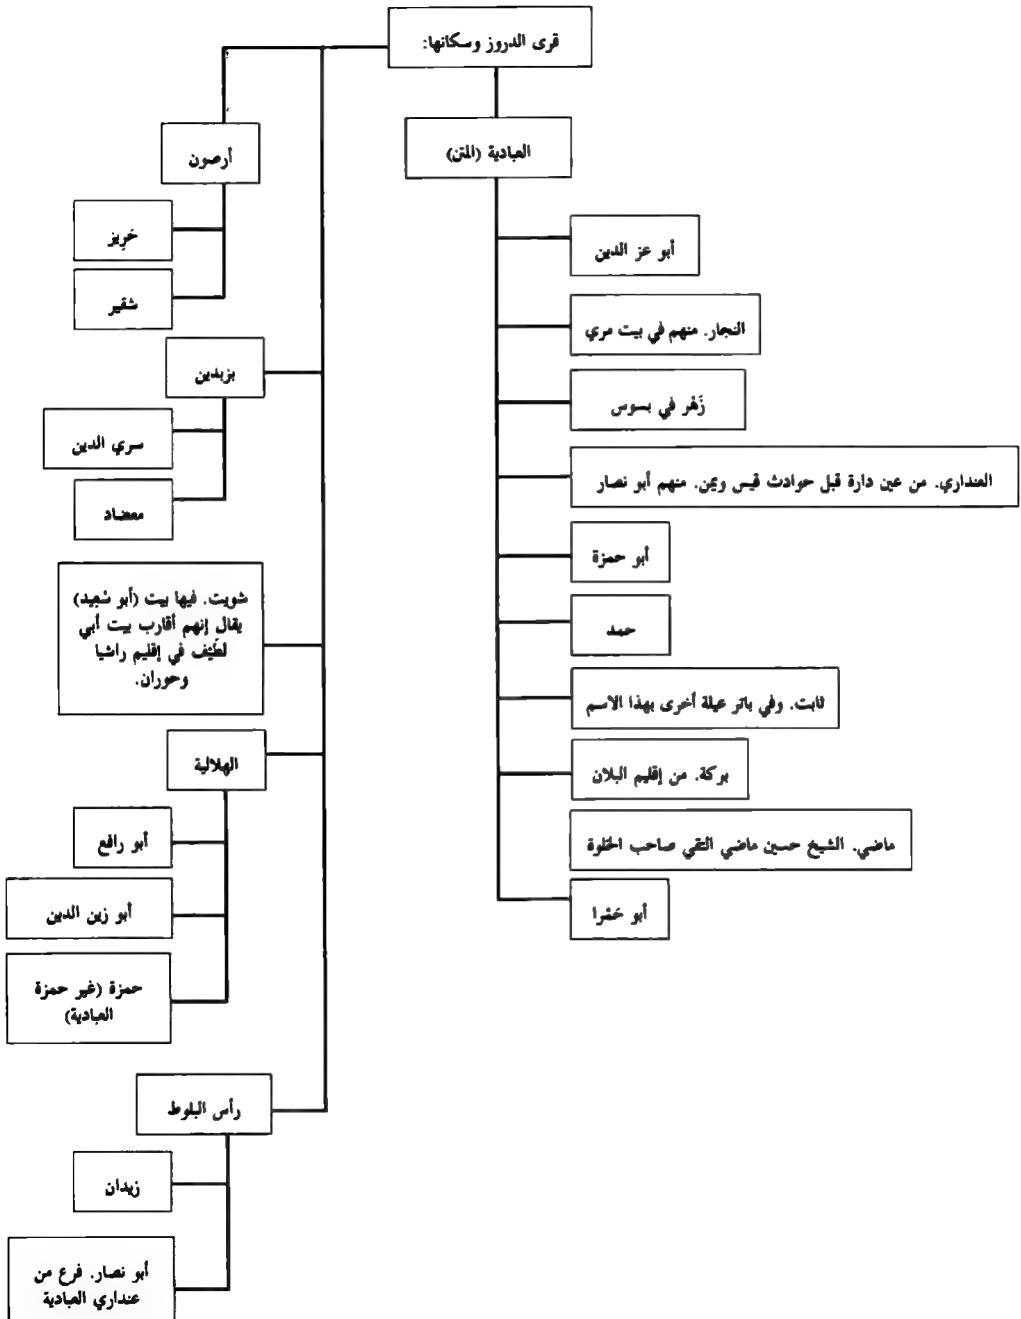 قرى الدروز وسكانها:
العبادية (المتن)
أبو عز الدين
النجار. منهم في بيت مري
زَهْر في بسوس
العنداري. من عين دارة قبل حوادث قيس ويمن. منهم أبو نصار
أبو حمزة
حمد
ثابت. وفي باتر عيلة أخرى بهذا الاسم
بركة. من إقليم البلان
ماضي. الشيخ حسين ماضي التقي صاحب الخلوة
أبو
أرصون
خريز
شقير
بزبدين
سري الدين
معضاد
شويت. فيها بيت (أبو سْعِيد)
يقال إنهم أقارب بيت أبي
لطَيْف في إقليم راشيا
وحوران.
الهلالية
أبو رافع
أبو زين الدين
حمزة (غير حمزة
العبادية)
رأس البلوط
زيدان
أبو نصار. فرع من
عنداري العبادية